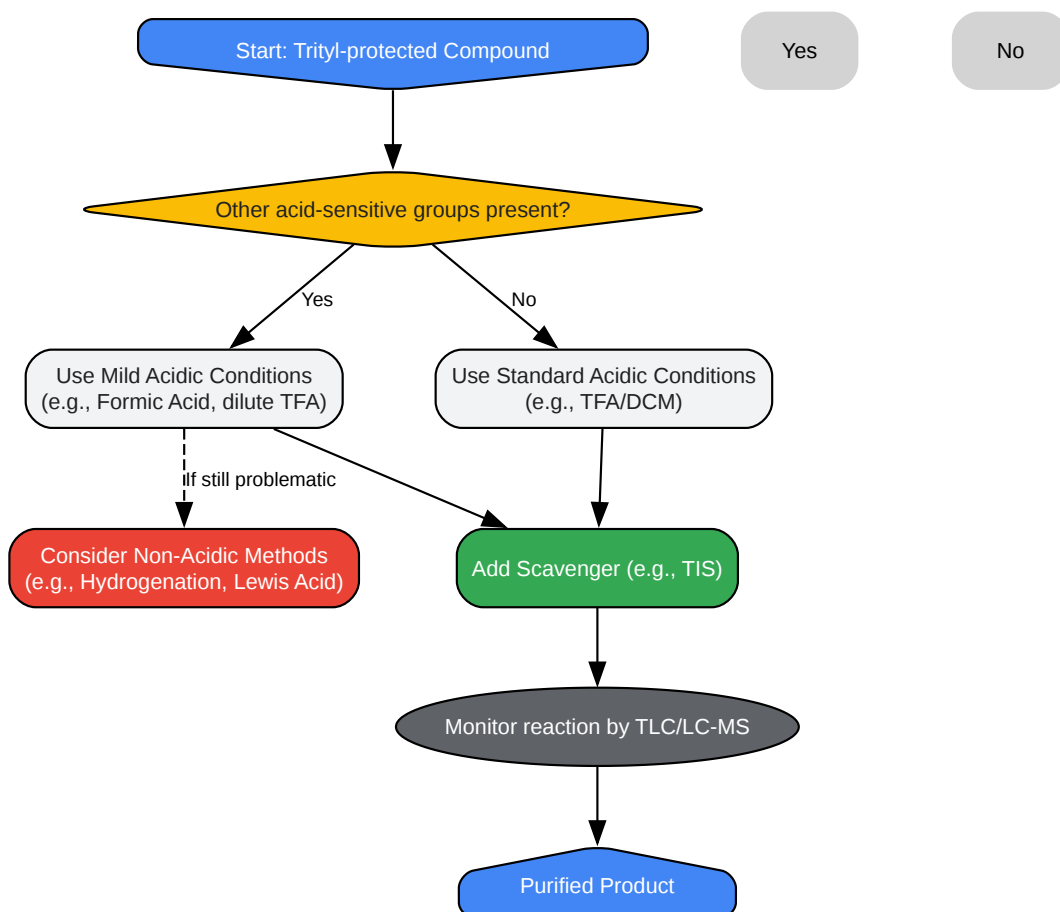 Start: Trityl-protected Compound
Yes
No
Other acid-sensitive groups present?
Yes
No
Use Mild Acidic Conditions
(e.g., Formic Acid, dilute TFA)
Use Standard Acidic Conditions
(e.g., TFA/DCM)
If still problematic
Consider Non-Acidic Methods
(e.g., Hydrogenation, Lewis Acid)
Add Scavenger (e.g., TIS)
Monitor reaction by TLC/LC-MS
Purified Product